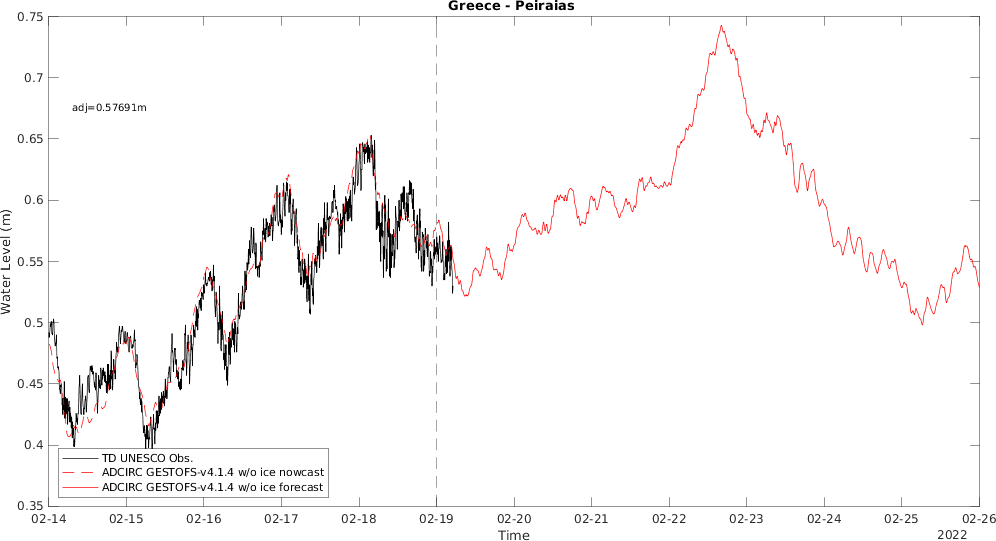 Greece - Peiraias
0.75
0.7
0.65
0.6
0.55
0.5
0.45
0.4
0.35
Water Level (m)
adj=0.57691m
TD UNESCO Obs.
ADCIRC GESTOFS-v4.1.4 w/o ice nowcast
ADCIRC GESTOFS-v4.1.4 w/o ice forecast
02-14 02-15 02-16 02-17 02-18 02-19 02-20 02-21 02-22 02-23 02-24 02-25 02-26
Time
2022